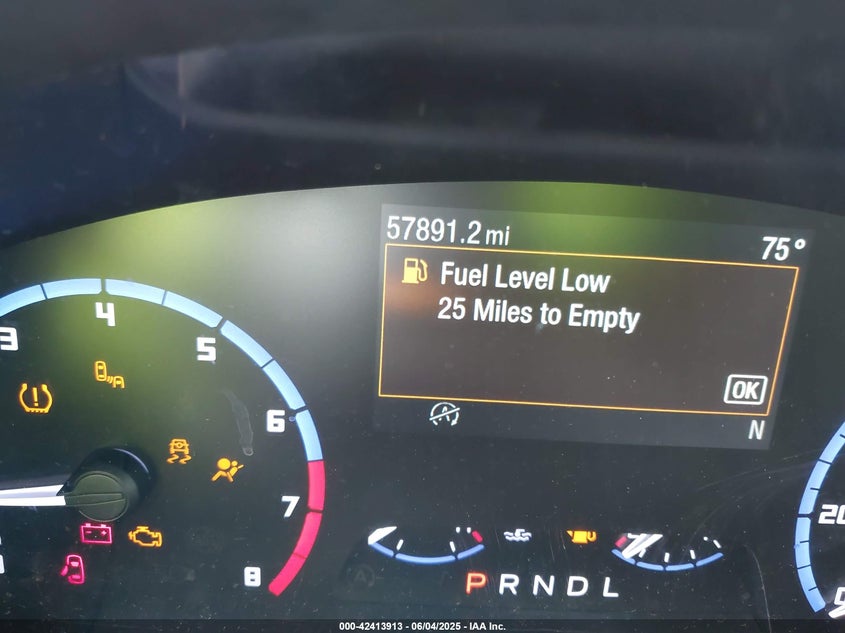 57891.2 mi 75°
Fuel Level Low
25 Miles to Empty
OK
N
3 4 5 6 7 8
20
P R N D L
000-42413913 - 06/04/2025 - IAA Inc.